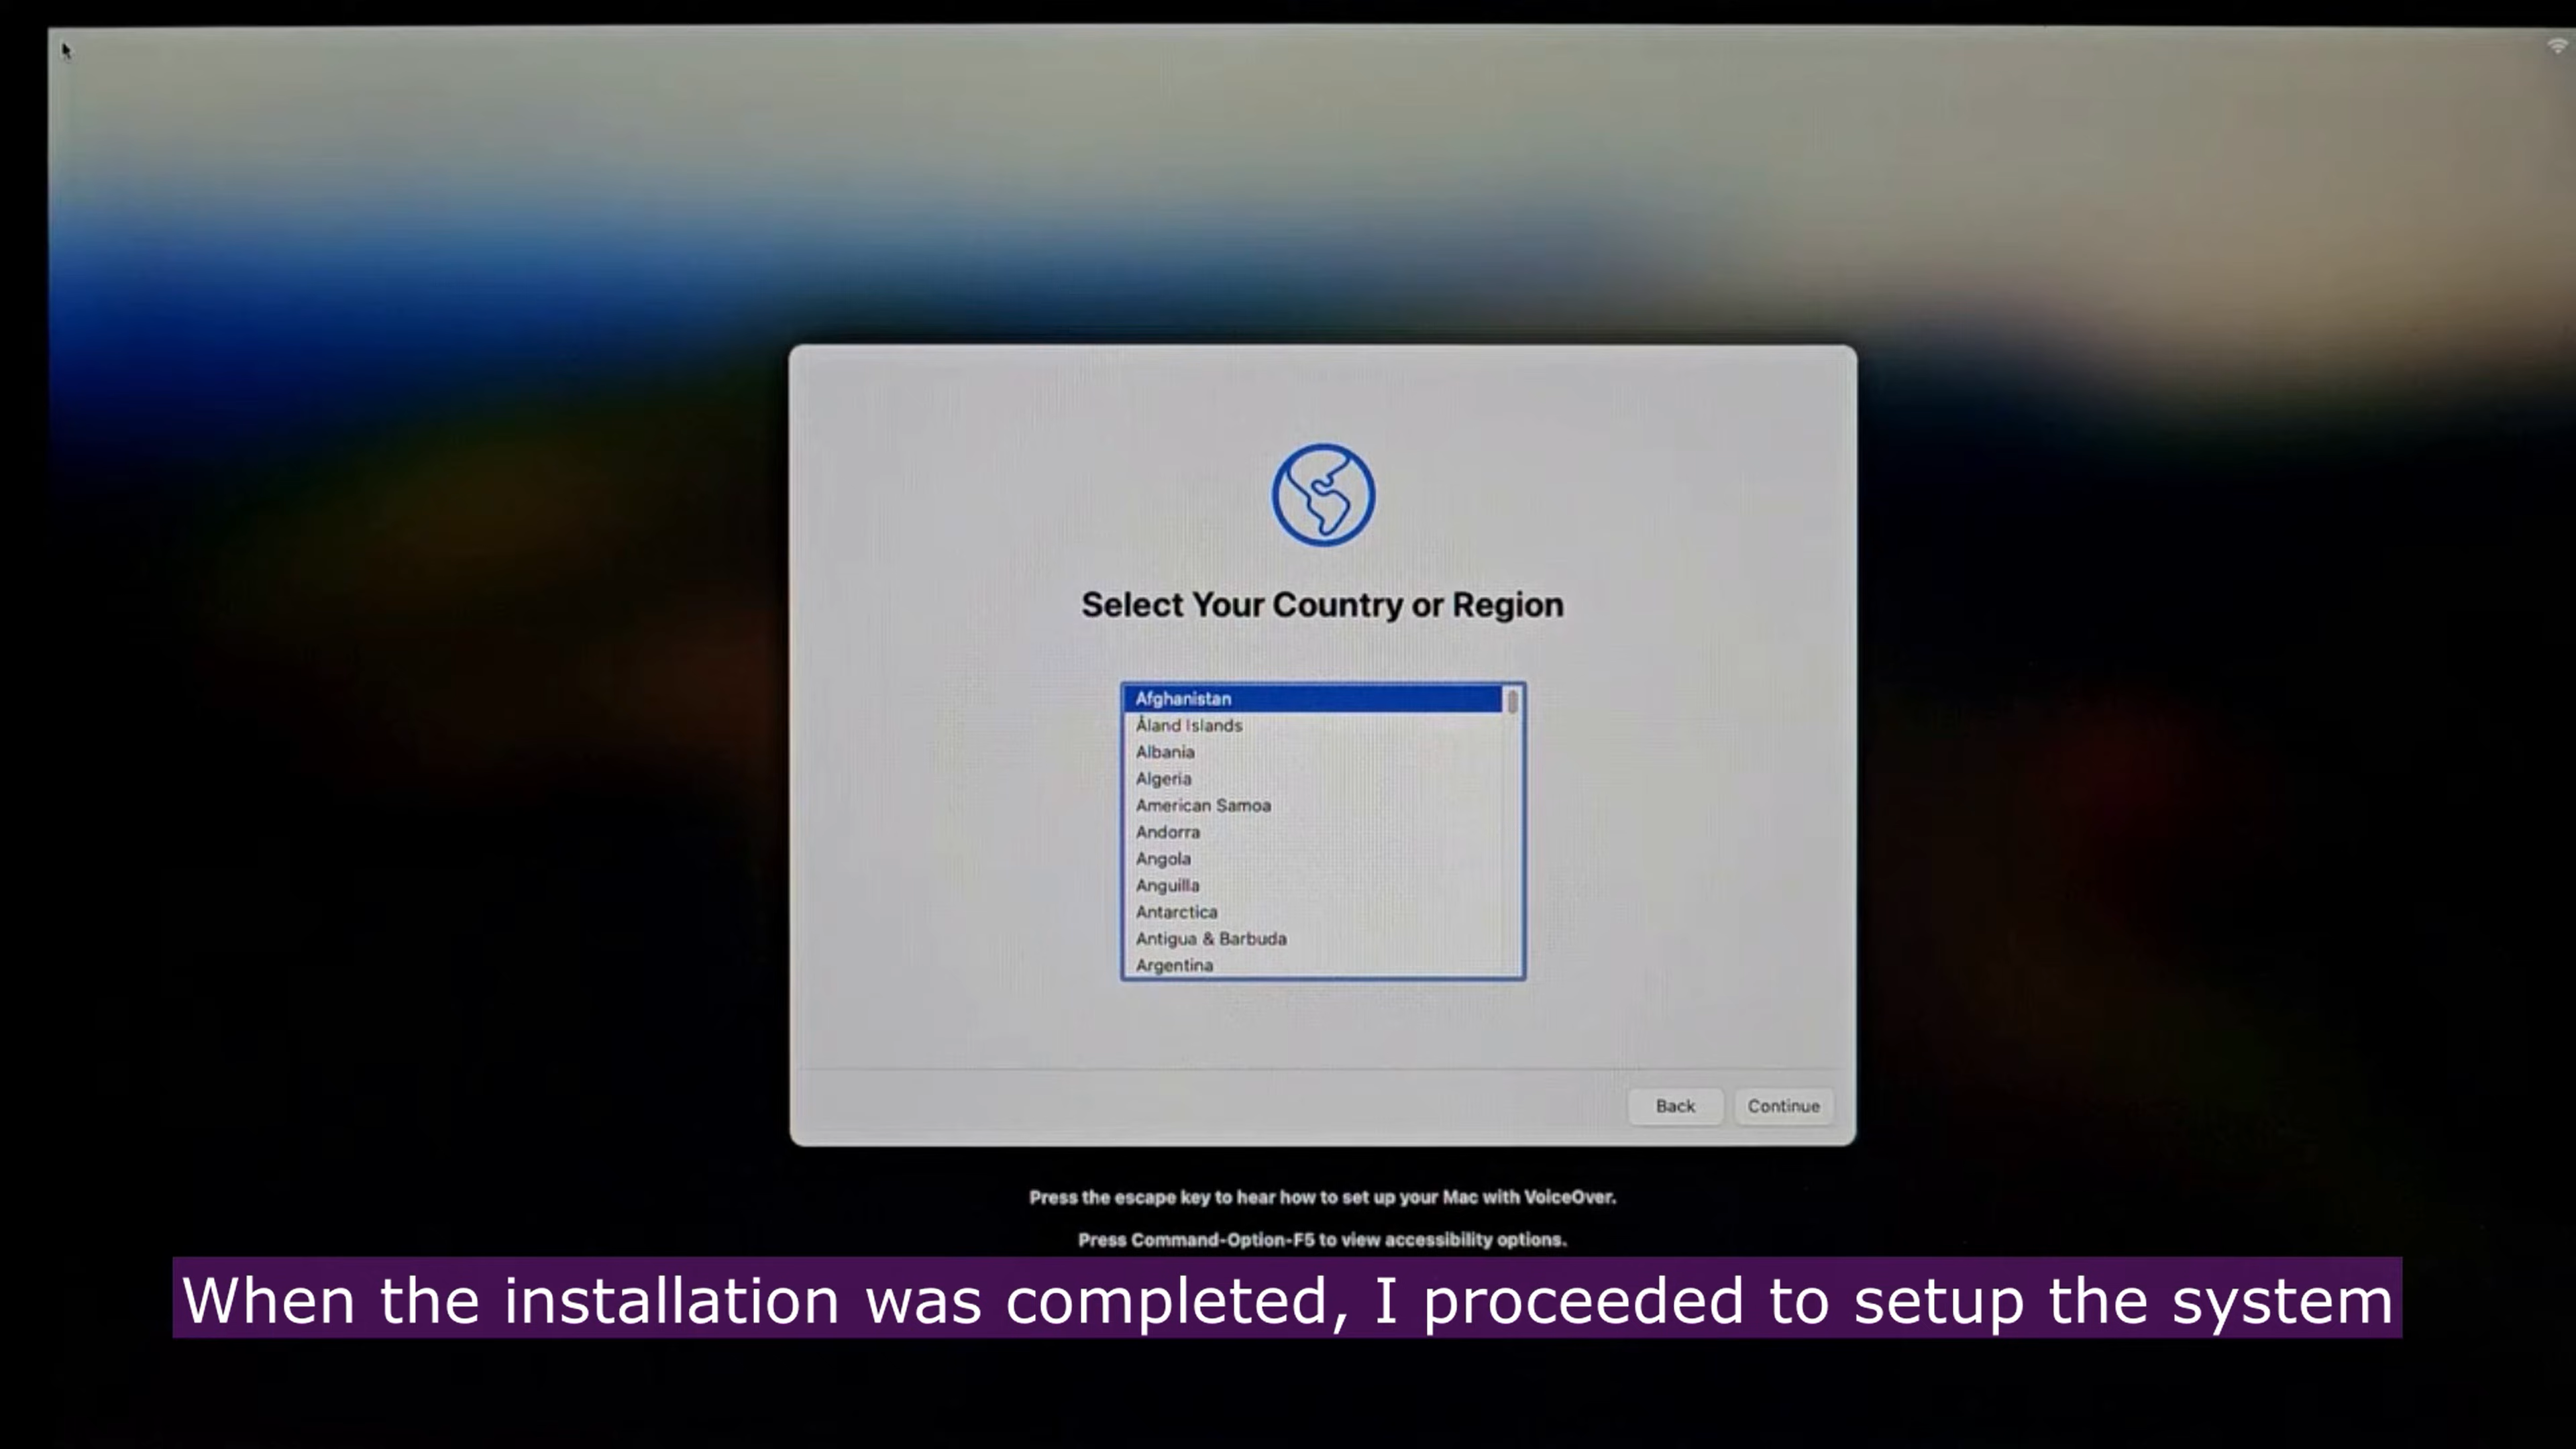 Select Your Country or Region
Afghanistan
Åland Islands
Albania
Algeria
American Samoa
Andorra
Angola
Anguilla
Antarctica
Antigua & Barbuda
Argentina
Back
Continue
Press the escape key to hear how to set up your Mac with VoiceOver.
Press Command-Option-F5 to view accessibility options.
When the installation was completed, I proceeded to setup the system